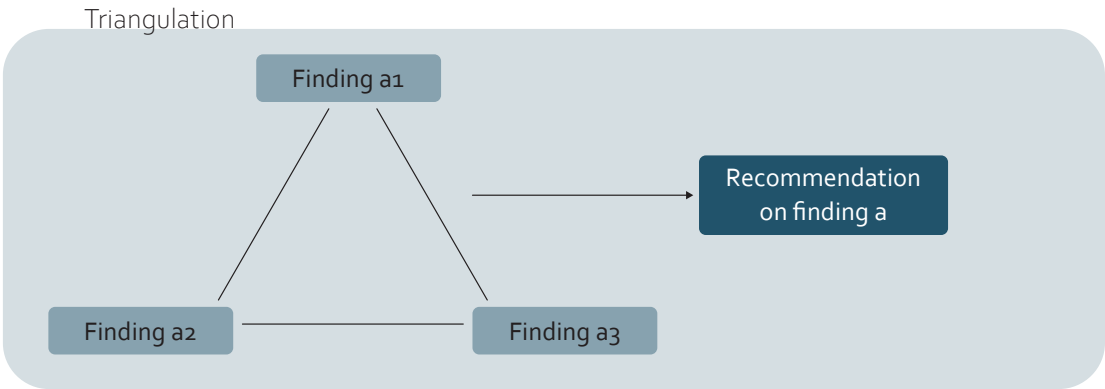 Triangulation
Finding a1
Recommendation
on finding a
Finding a2
Finding a3